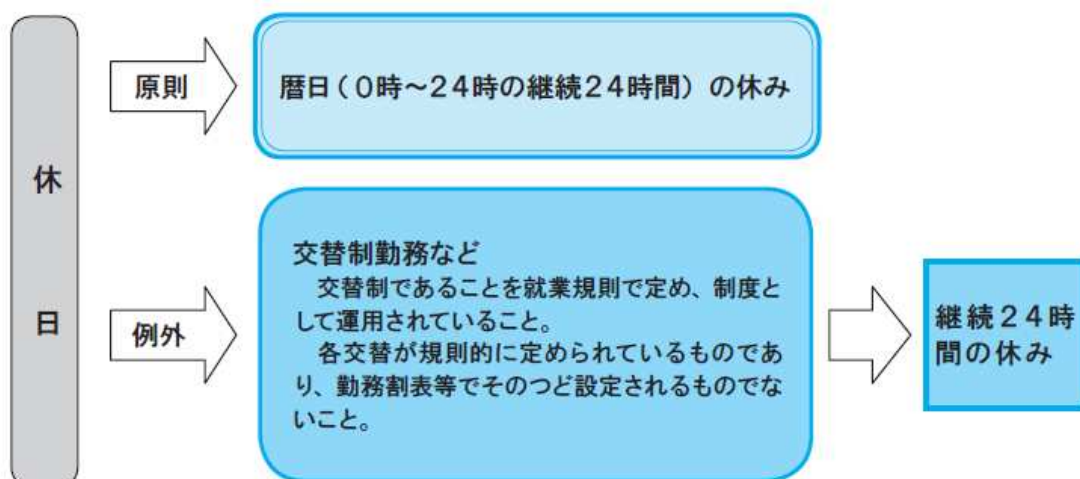 休日
原則
暦日(0時~24時の継続24時間)の休み
例外
交替制勤務など
交替制であることを就業規則で定め、制度と
して運用されていること。
各交替が規則的に定められているものであ
り、勤務割表等でそのつど設定されるものでな
いこと。
継続24時
間の休み